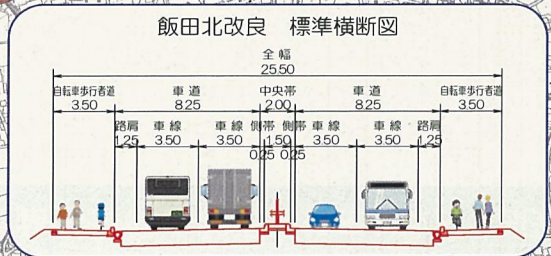 飯田北改良 標準横断図
全幅
25.50
自転車歩行者道 車道 中央帯 車道 自転車歩行者道
3.50 8.25 2.00 8.25 3.50
路肩 車線 車線 側帯 側帯 車線 車線 路肩
1.25 3.50 3.50 1.50 3.50 3.50 1.25
0.25 0.25